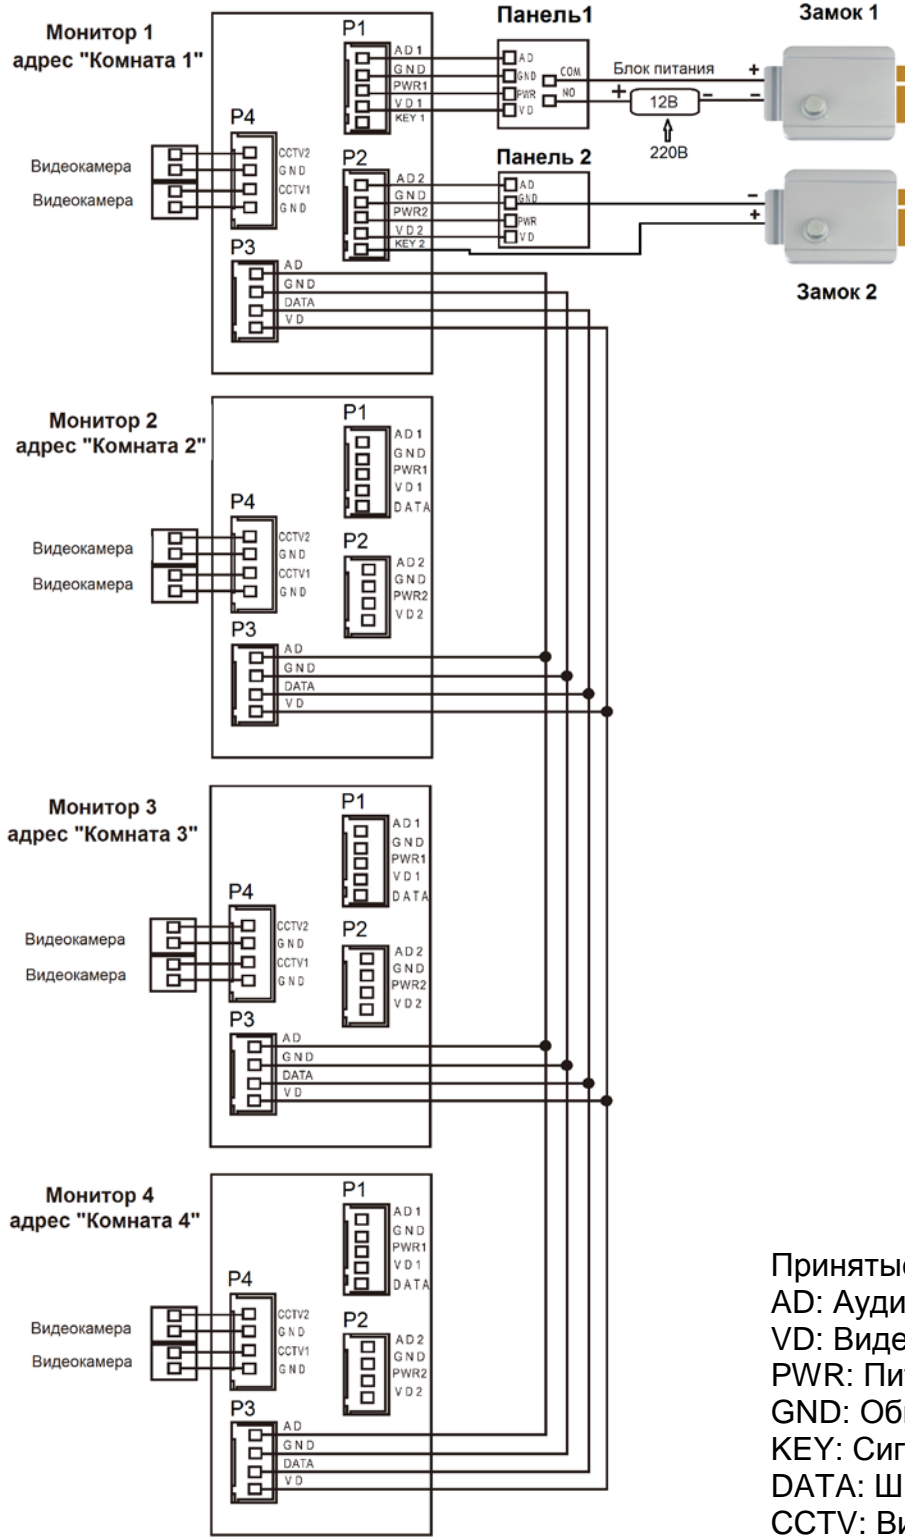 Монитор 1
адрес "Комната 1"
P1
AD1
GND
PWR1
VD1
KEY 1
Панель1
AD
GND
PWR
VD
COM
NO
Блок питания
+
12В
−
220В
+
−
Замок 1
P4
CCTV2
GND
CCTV1
GND
Видеокамера
Видеокамера
P2
AD2
GND
PWR2
VD2
KEY 2
Панель 2
AD
GND
PWR
VD
−
+
Замок 2
P3
AD
GND
DATA
VD
Монитор 2
адрес "Комната 2"
P1
AD1
GND
PWR1
VD1
DATA
P4
CCTV2
GND
CCTV1
GND
Видеокамера
Видеокамера
P2
AD2
GND
PWR2
VD2
P3
AD
GND
DATA
VD
Монитор 3
адрес "Комната 3"
P1
AD1
GND
PWR1
VD1
DATA
P4
CCTV2
GND
CCTV1
GND
Видеокамера
Видеокамера
P2
AD2
GND
PWR2
VD2
P3
AD
GND
DATA
VD
Монитор 4
адрес "Комната 4"
P1
AD1
GND
PWR1
VD1
DATA
P4
CCTV2
GND
CCTV1
GND
Видеокамера
Видеокамера
P2
AD2
GND
PWR2
VD2
P3
AD
GND
DATA
VD
Приняты
AD: Ауди
VD: Виде
PWR: Пи
GND: Об
KEY: Сиг
DATA: Ш
CCTV: Ви